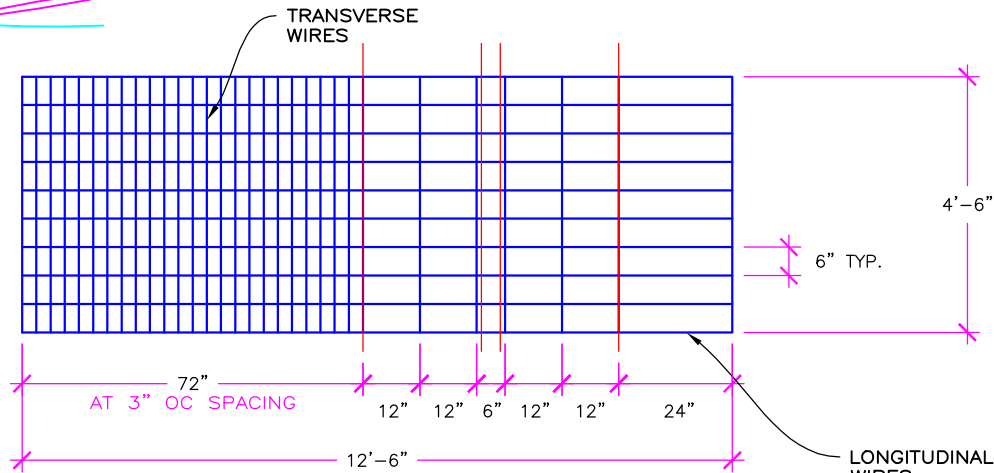 TRANSVERSE
WIRES
4'-6"
6" TYP.
72"
AT 3" OC SPACING
12"
12"
6"
12"
12"
24"
12'-6"
LONGITUDINAL
WIRES